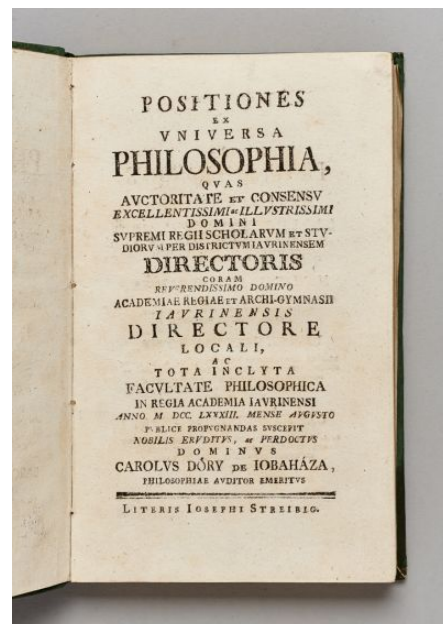 POSITIONES
EX
VNIVERSA
PHILOSOPHIA,
QVAS
AVCTORITATE ET CONSENSV
EXCELLENTISSIMI ac ILLVSTRISSIMI
DOMINI
SVPREMI REGII SCHOLARVM ET STV-
DIORVM PER DISTRICTVM IAVRINENSEM
DIRECTORIS
CORAM
REVERENDISSIMO DOMINO
ACADEMIAE REGIAE ET ARCHI-GYMNASII
IAVRINENSIS
DIRECTORE
LOCALI,
AC
TOTA INCLYTA
FACVLTATE PHILOSOPHICA
IN REGIA ACADEMIA IAVRINENSI
ANNO M DCC. LXXXIII. MENSE AVGVSTO
PVBLICE PROPVGNANDAS SVSCEPIT
NOBILIS ERVDITVS, ac PERDOCTVS
DOMINVS
CAROLVS DÓRY DE IOBAHÁZA,
PHILOSOPHIAE AVDITOR EMERITVS
LITERIS IOSEPHI STREIBIG.